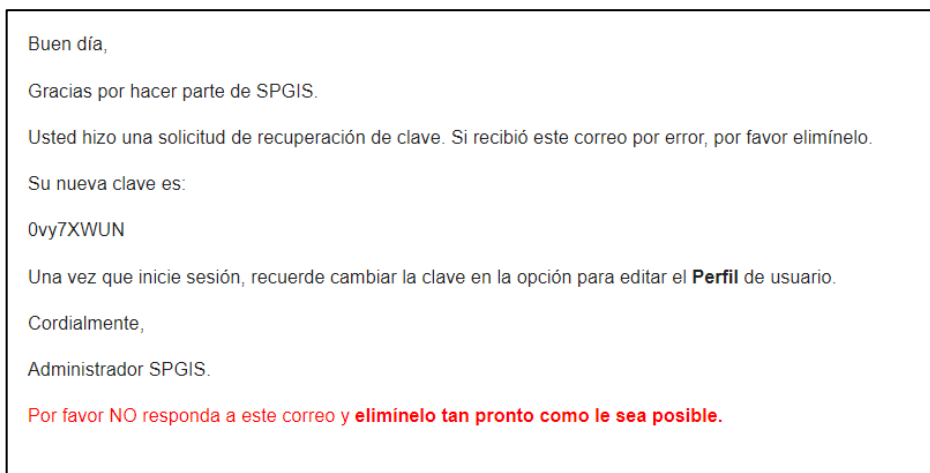 Buen día,
Gracias por hacer parte de SPGIS.
Usted hizo una solicitud de recuperación de clave. Si recibió este correo por error, por favor elimínelo.
Su nueva clave es:
0vy7XWUN
Una vez que inicie sesión, recuerde cambiar la clave en la opción para editar el Perfil de usuario.
Cordialmente,
Administrador SPGIS.
Por favor NO responda a este correo y elimínelo tan pronto como le sea posible.